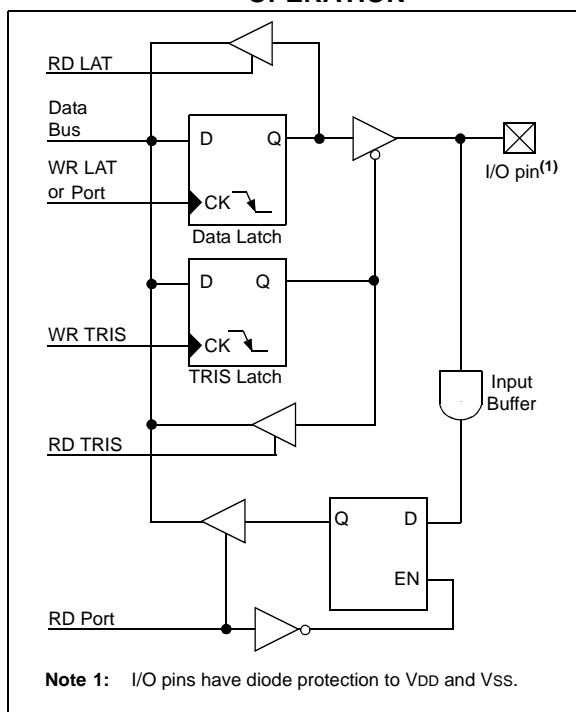 OPERATION
RD LAT
Data
Bus
D Q
WR LAT
or Port
CK
Data Latch
I/O pin(1)
D Q
WR TRIS
CK
TRIS Latch
Input
Buffer
RD TRIS
Q D
EN
RD Port
Note 1: I/O pins have diode protection to VDD and VSS.